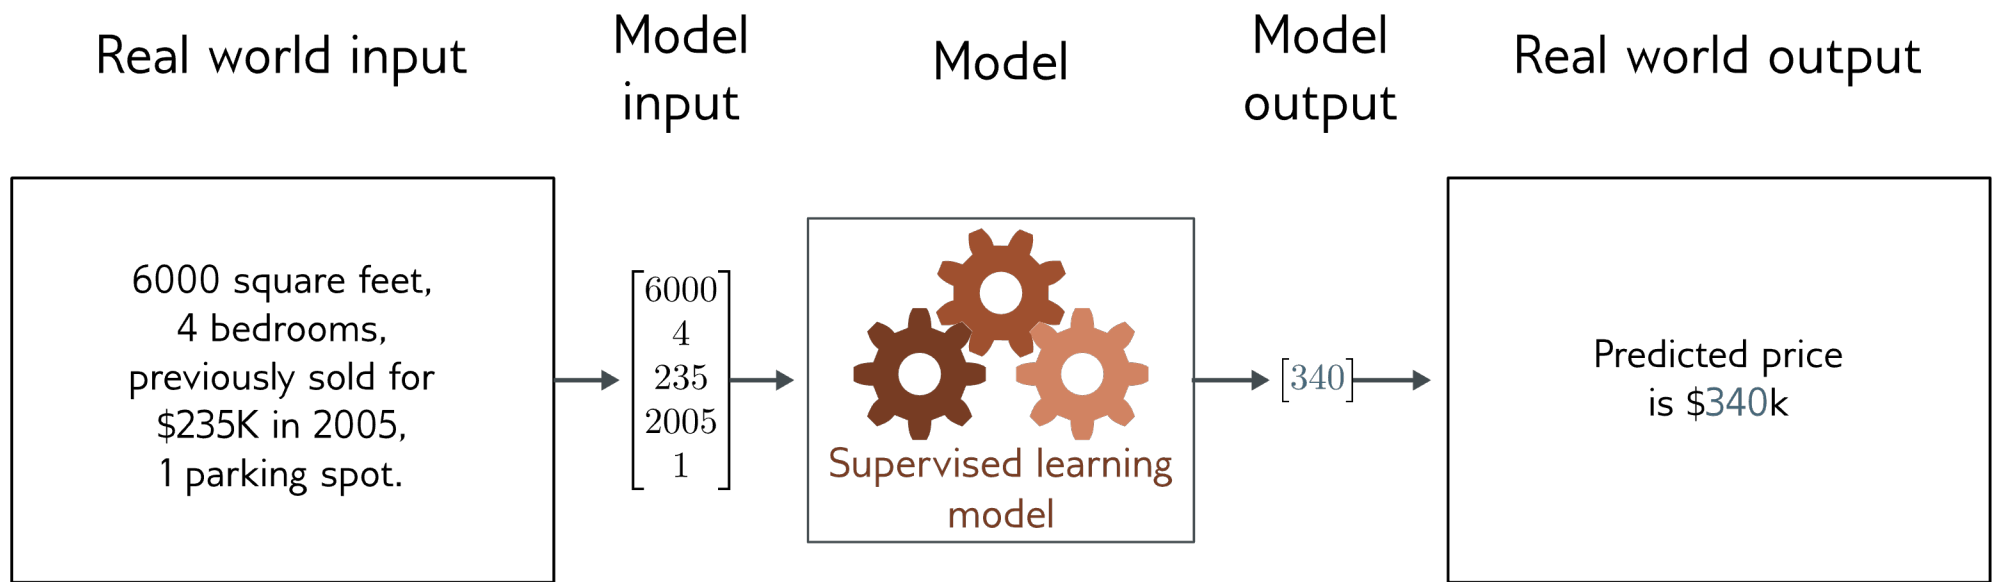 Real world input
Model
input
Model
Model
output
Real world output
6000 square feet,
4 bedrooms,
previously sold for
$235K in 2005,
1 parking spot.
6000
4
235
2005
1
Supervised learning
model
[340]
Predicted price
is $340k